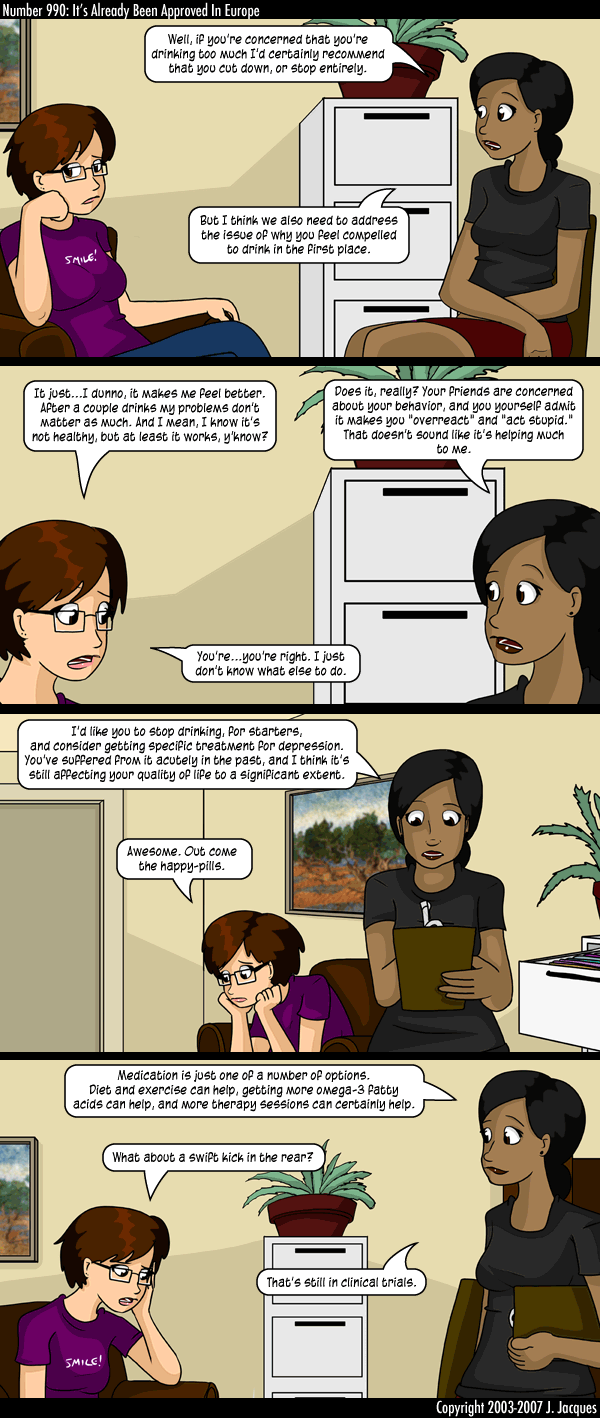 Number 990: It's Already Been Approved In Europe
Well, if you're concerned that you're
drinking too much I'd certainly recommend
that you cut down, or stop entirely.
SMILE!
But I think we also need to address
the issue of why you feel compelled
to drink in the first place.
It just...I dunno, it makes me feel better.
After a couple drinks my problems don't
matter as much. And I mean, I know it's
not healthy, but at least it works, y'know?
Does it, really? Your friends are concerned
about your behavior, and you yourself admit
it makes you "overreact" and "act stupid."
That doesn't sound like it's helping much
to me.
You're...you're right. I just
don't know what else to do.
I'd like you to stop drinking, for starters,
and consider getting specific treatment for depression.
You've suffered from it acutely in the past, and I think it's
still affecting your quality of life to a significant extent.
Awesome. Out come
the happy-pills.
Medication is just one of a number of options.
Diet and exercise can help, getting more omega-3 fatty
acids can help, and more therapy sessions can certainly help.
What about a swift kick in the rear?
That's still in clinical trials.
SMILE!
Copyright 2003-2007 J. Jacques